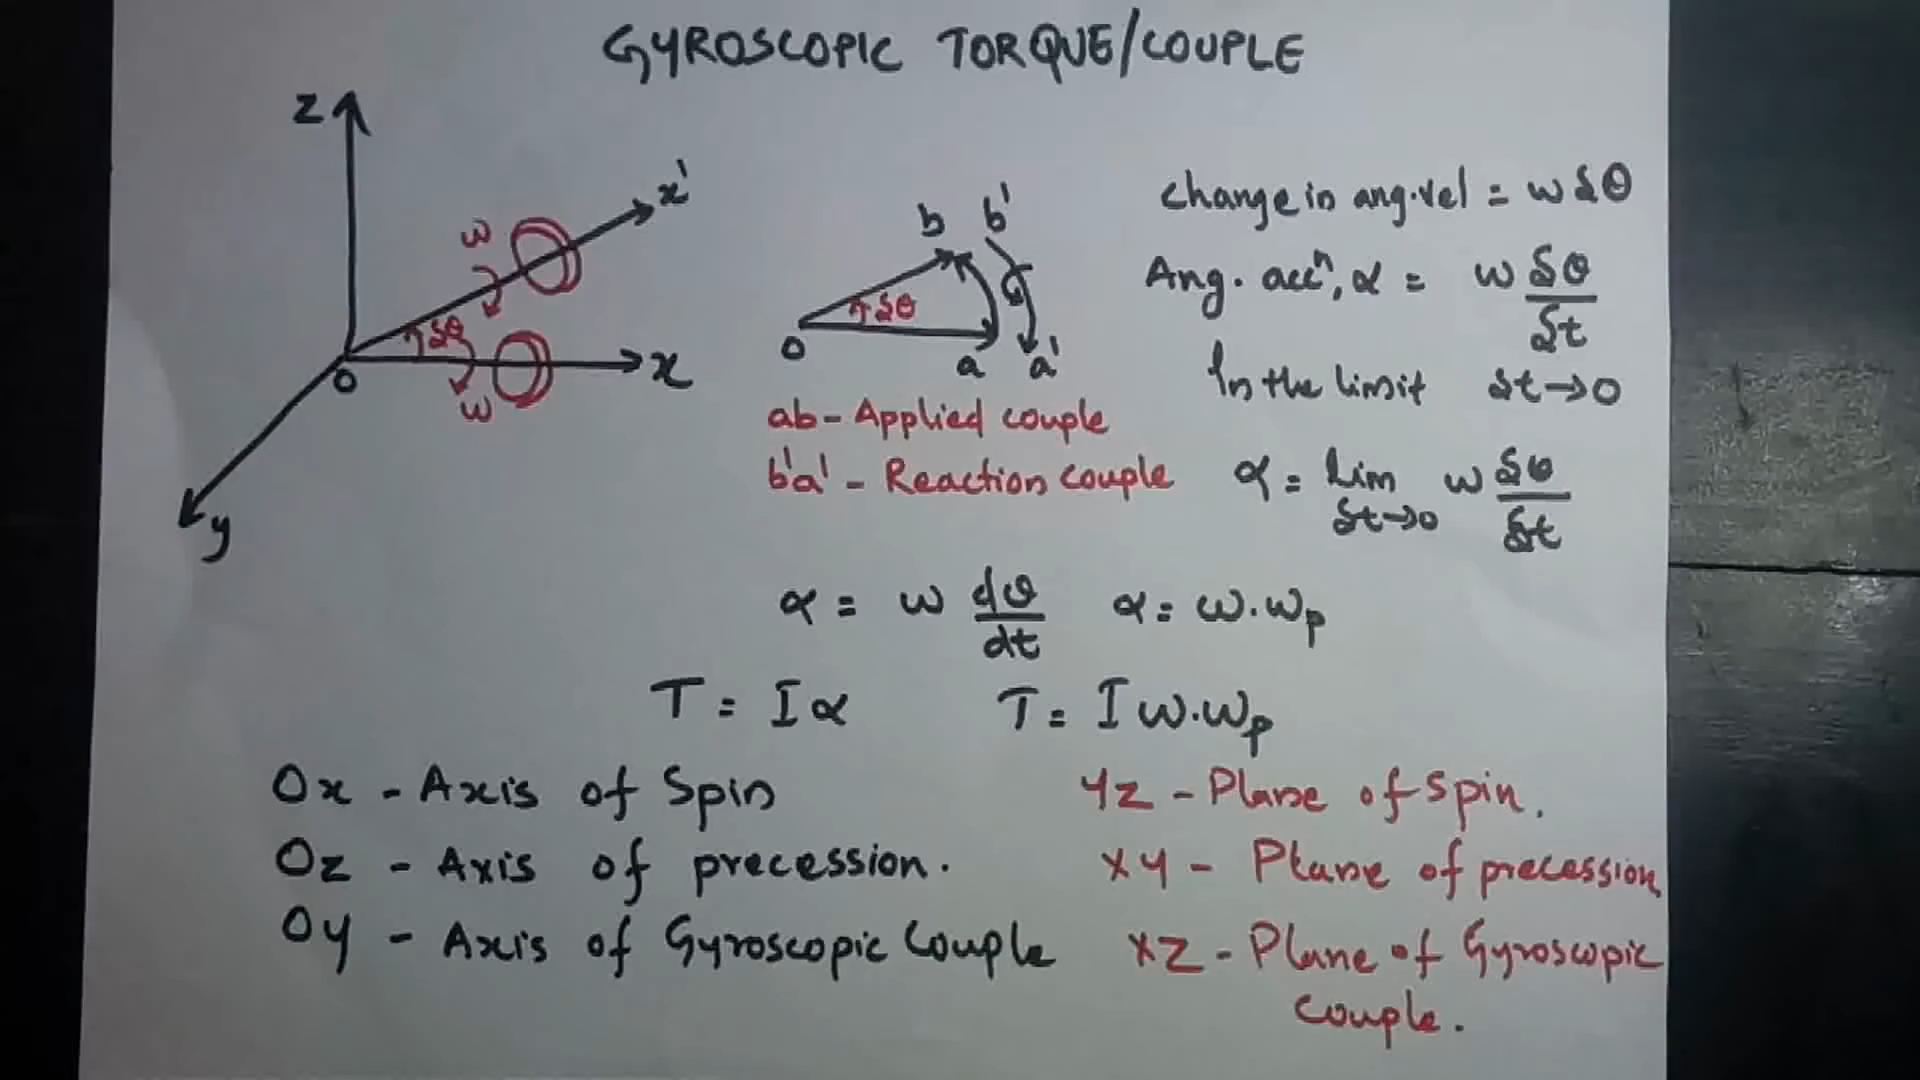 GYROSCOPIC TORQUE/COUPLE
z
x'
ω
δθ
x
ω
o
y
b b'
δθ
o
a a'
ab - Applied couple
b'a' - Reaction couple
Change in ang.vel = ω δθ
Ang. accⁿ, α = ω δθ/δt
In the limit δt→0
α = lim δt→0 ω δθ/δt
α = ω dθ/dt α = ω.ωp
T = Iα T = I ω.ωp
Ox - Axis of Spin
Oz - Axis of precession.
Oy - Axis of Gyroscopic Couple
YZ - Plane of spin.
XY - Plane of precession
XZ - Plane of Gyroscopic
couple.